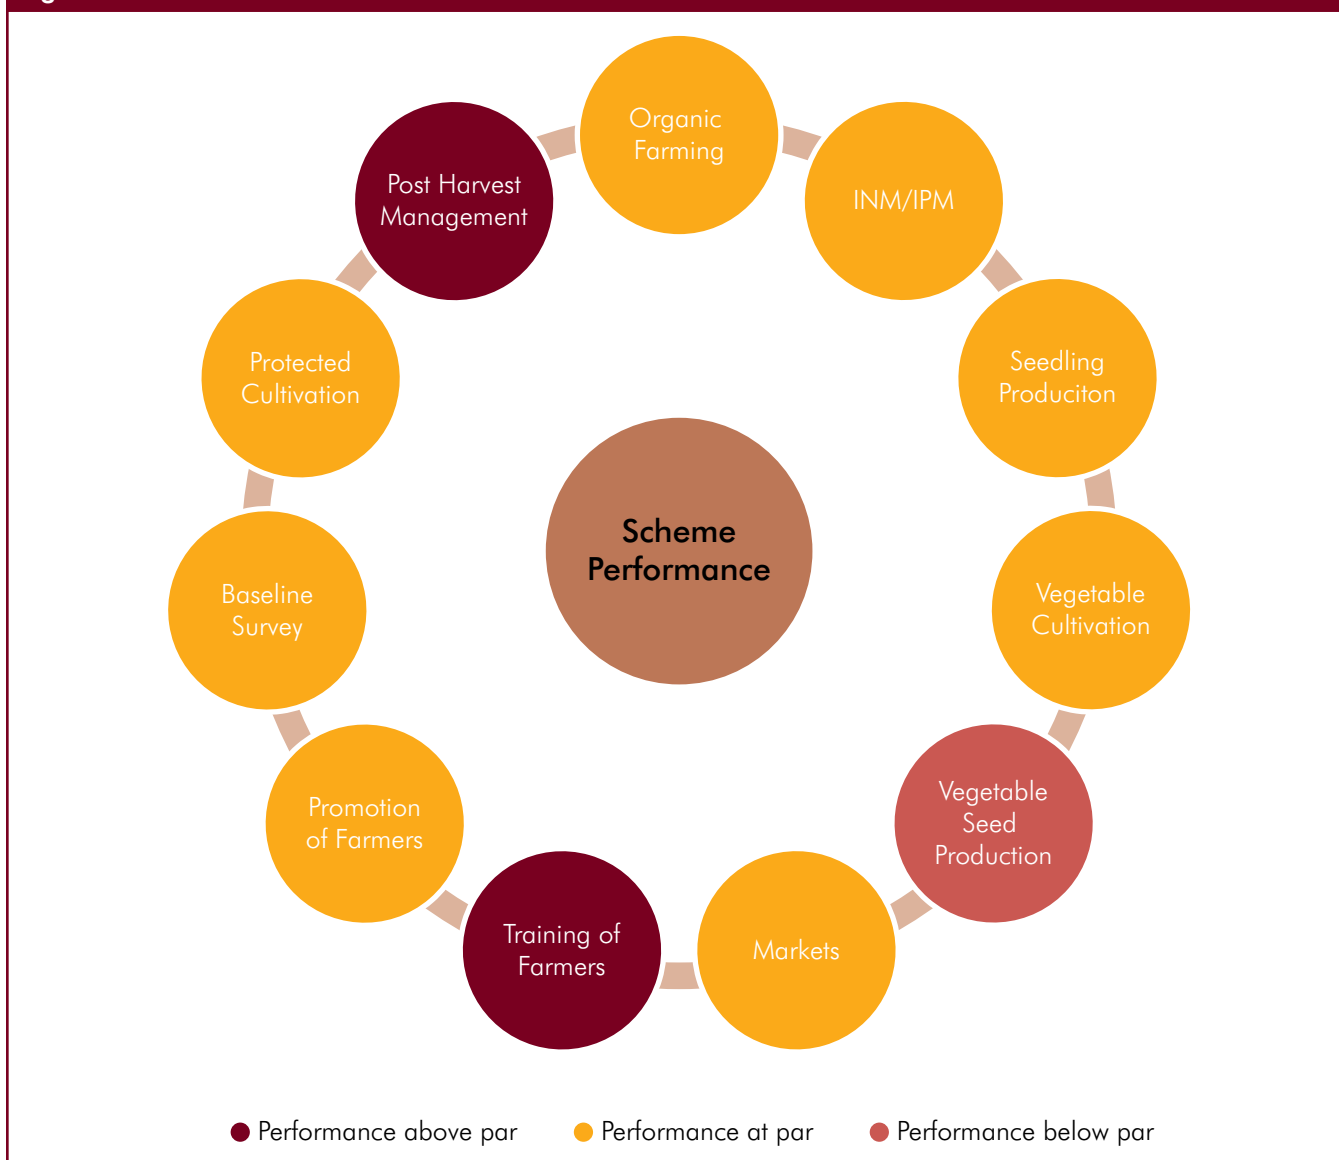 Organic
Farming
INM/IPM
Seedling
Produciton
Vegetable
Cultivation
Vegetable
Seed
Production
Markets
Training of
Farmers
Promotion
of Farmers
Baseline
Survey
Protected
Cultivation
Post Harvest
Management
Scheme
Performance
Performance above par
Performance at par
Performance below par